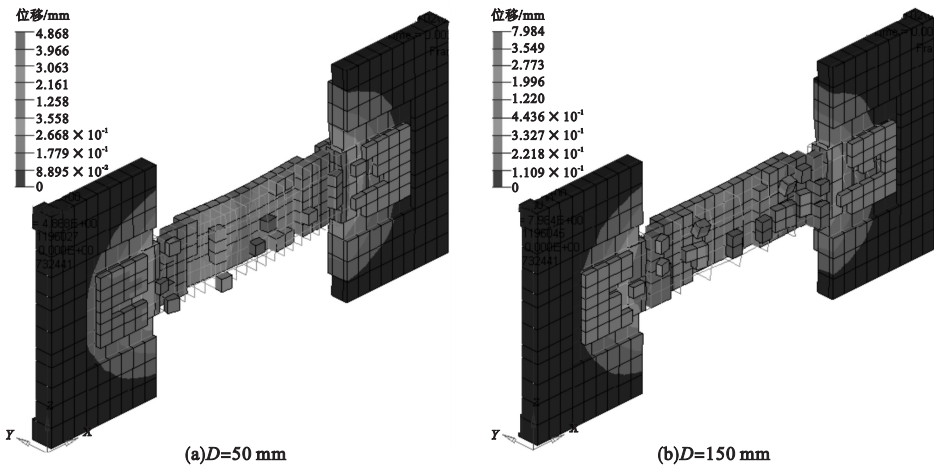 位移/mm
4.868
3.966
3.063
2.161
1.258
3.558
2.668×10⁻¹
1.779×10⁻¹
8.895×10⁻²
0
732441
Y
X
(a)D=50 mm
位移/mm
7.984
3.549
2.773
1.996
1.220
4.436×10⁻¹
3.327×10⁻¹
2.218×10⁻¹
1.109×10⁻¹
0
732441
Y
X
(b)D=150 mm